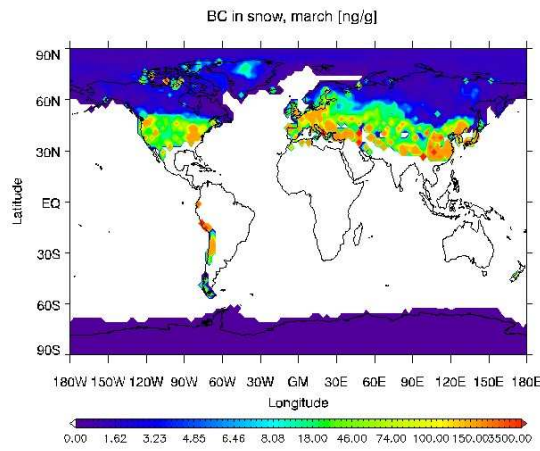 BC in snow, march [ng/g]
90N
60N
30N
EQ
30S
60S
90S
Latitude
180W 150W 120W 90W 60W 30W GM 30E 60E 90E 120E 150E 180E
Longitude
0.00 1.62 3.23 4.85 6.46 8.08 18.00 46.00 74.00 100.00 150.00 3500.00